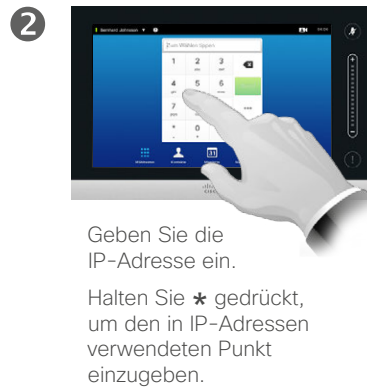 2
Bernhard Johnson
Zum Wählen tippen
1 2 3
4 5 6
7
* 0
Geben Sie die
IP-Adresse ein.
Halten Sie * gedrückt,
um den in IP-Adressen
verwendeten Punkt
einzugeben.